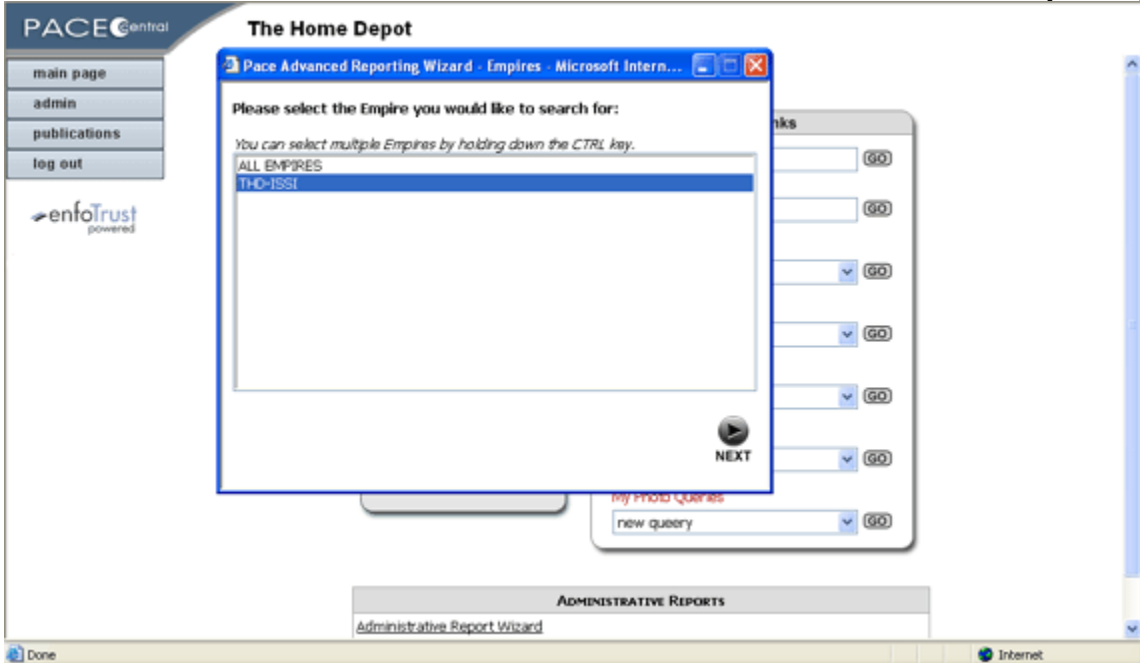 PACE Central
The Home Depot
main page
admin
publications
log out
enfoTrust
powered
Pace Advanced Reporting Wizard - Empires - Microsoft Intern...
Please select the Empire you would like to search for:
You can select multiple Empires by holding down the CTRL key.
ALL EMPIRES
THD-ISSI
NEXT
nks
GO
GO
GO
GO
GO
GO
My Photo Queries
new queery
GO
ADMINISTRATIVE REPORTS
Administrative Report Wizard
Done
Internet